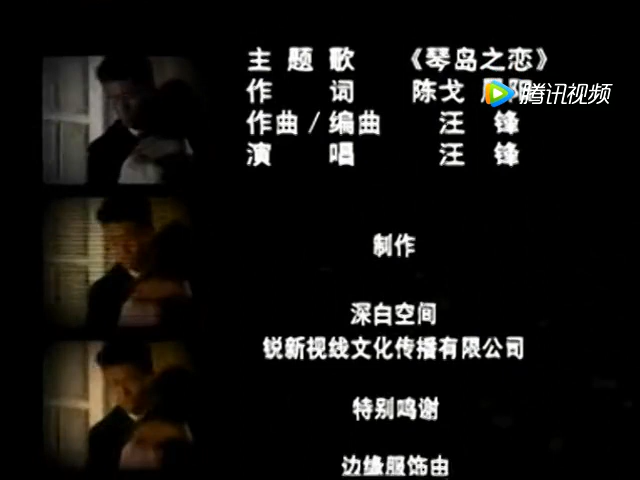 主题歌 《琴岛之恋》
作词 陈戈 阳
腾讯视频
作曲/编曲 汪锋
演唱 汪锋
制作
深白空间
锐新视线文化传播有限公司
特别鸣谢
边缘服饰由